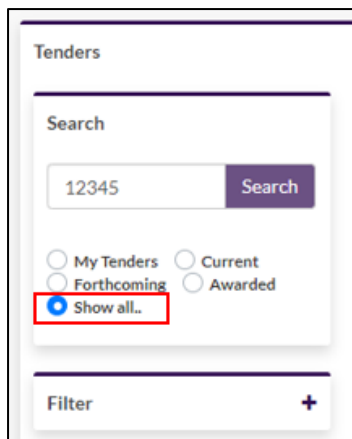 Tenders
Search
12345 Search
My Tenders Current
Forthcoming Awarded
Show all..
Filter +